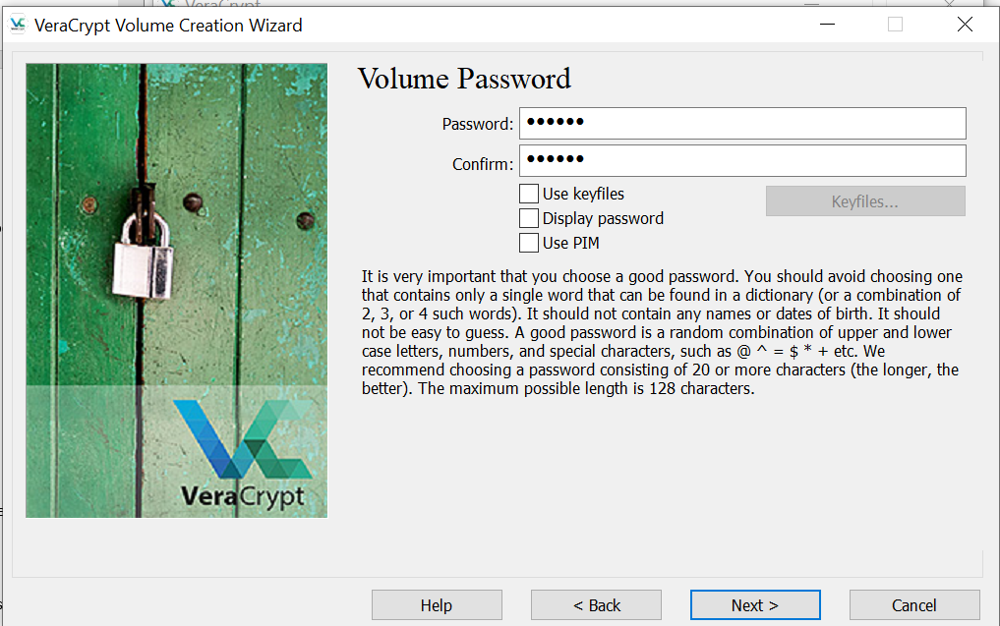 VeraCrypt
VeraCrypt Volume Creation Wizard
Volume Password
Password: ••••••
Confirm: ••••••
Use keyfiles
Keyfiles...
Display password
Use PIM
It is very important that you choose a good password. You should avoid choosing one
that contains only a single word that can be found in a dictionary (or a combination of
2, 3, or 4 such words). It should not contain any names or dates of birth. It should
not be easy to guess. A good password is a random combination of upper and lower
case letters, numbers, and special characters, such as @ ^ = $ * + etc. We
recommend choosing a password consisting of 20 or more characters (the longer, the
better). The maximum possible length is 128 characters.
VeraCrypt
Help
< Back
Next >
Cancel